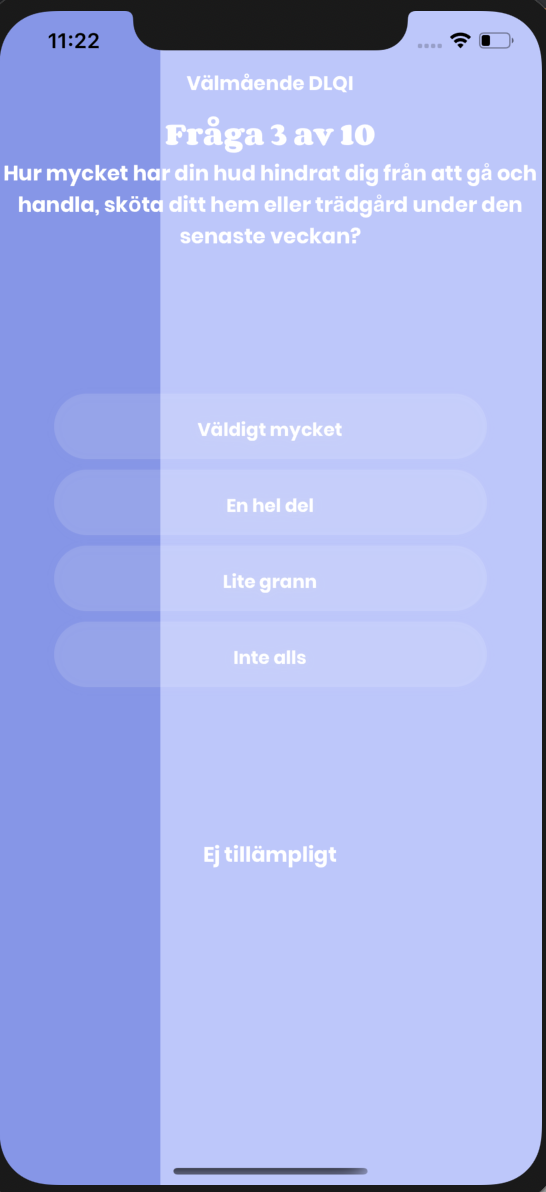 11:22
Välmående DLQI
Fråga 3 av 10
Hur mycket har din hud hindrat dig från att gå och
handla, sköta ditt hem eller trädgård under den
senaste veckan?
Väldigt mycket
En hel del
Lite grann
Inte alls
Ej tillämpligt